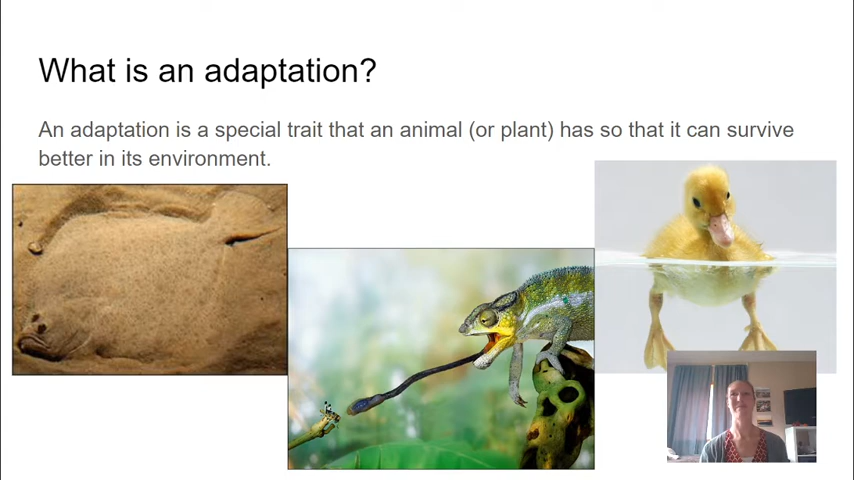 What is an adaptation?
An adaptation is a special trait that an animal (or plant) has so that it can survive
better in its environment.